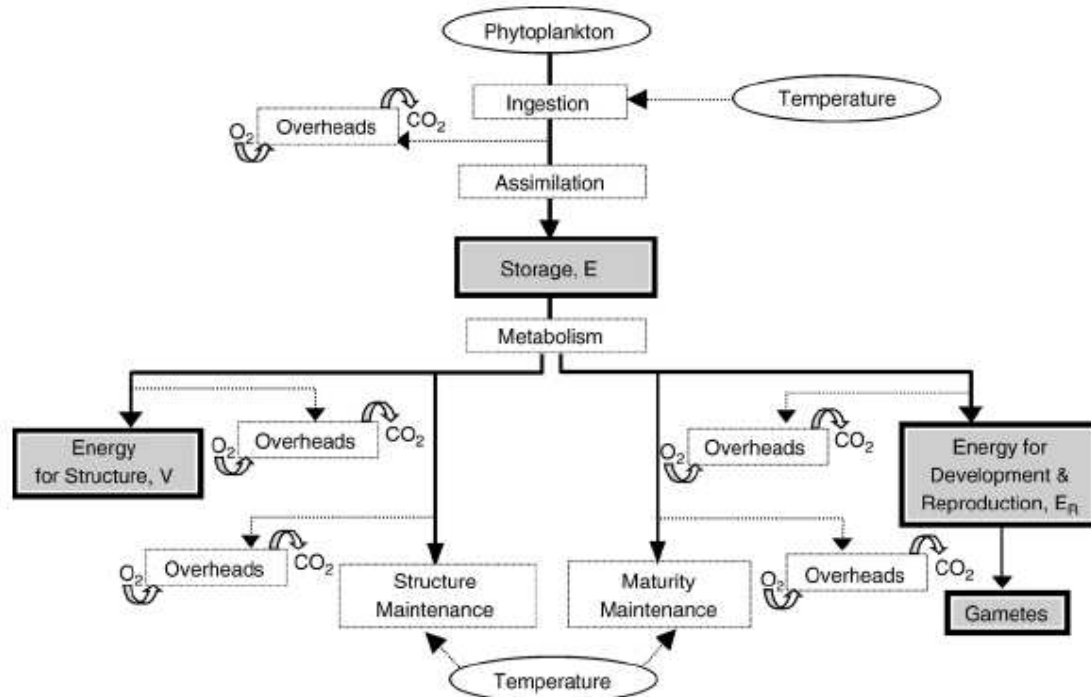 Phytoplankton
Ingestion
Temperature
O₂ Overheads CO₂
Assimilation
Storage, E
Metabolism
Energy
for Structure, V
O₂ Overheads CO₂
O₂ Overheads CO₂
Energy for
Development &
Reproduction, E_R
O₂ Overheads CO₂
Structure
Maintenance
Maturity
Maintenance
O₂ Overheads CO₂
Gametes
Temperature